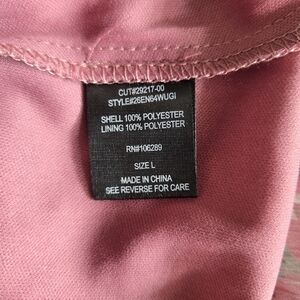 CUT#29217-00
STYLE#26EN64WUGI
SHELL 100% POLYESTER
LINING 100% POLYESTER
RN#106289
SIZE L
MADE IN CHINA
SEE REVERSE FOR CARE